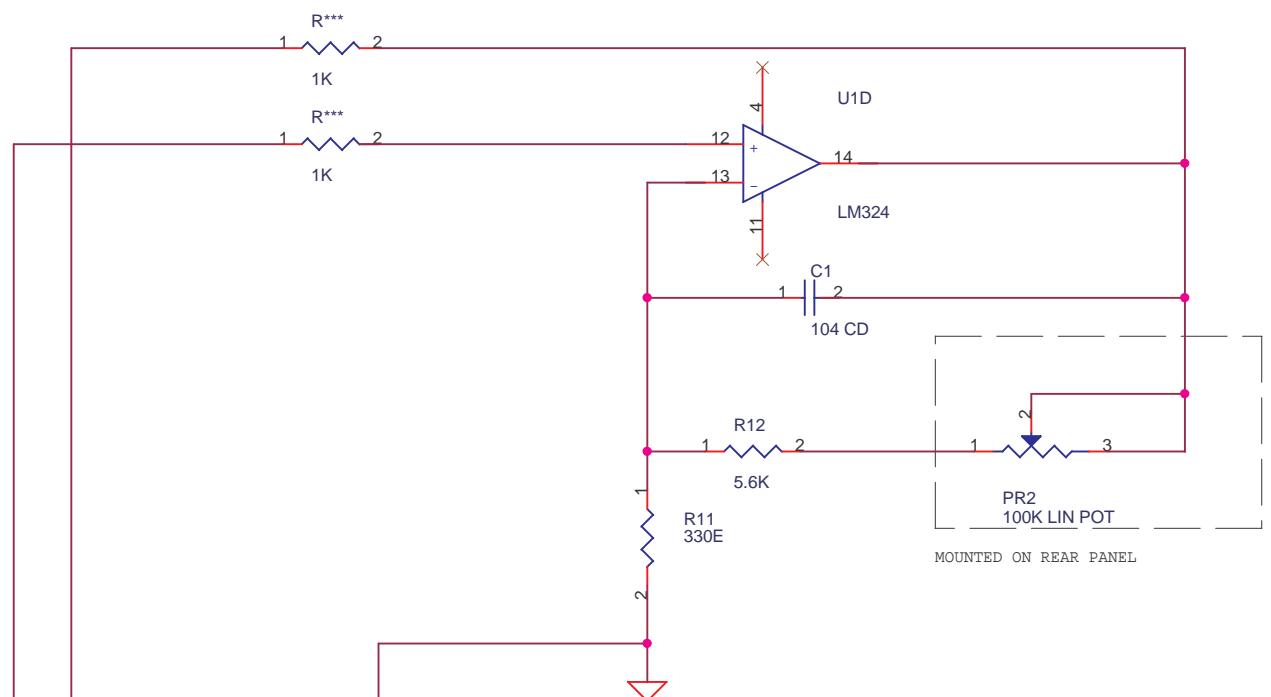 R***
1 2
1K
R***
1 2
1K
4
U1D
12
+
14
13
−
11
LM324
C1
1 2
104 CD
2
R12
1 2
5.6K
1 3
PR2
100K LIN POT
1
R11
330E
2
MOUNTED ON REAR PANEL